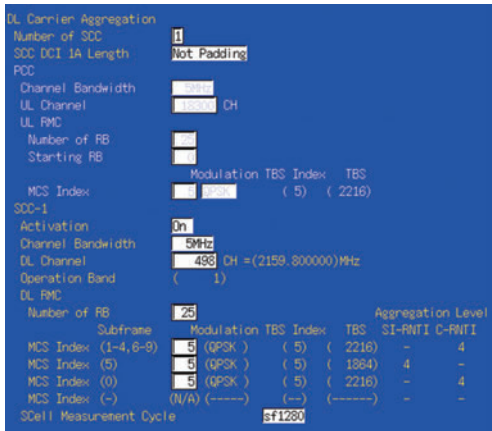 DL Carrier Aggregation
Number of SCC 1
SCC DCI 1A Length Not Padding
PCC
Channel Bandwidth 5MHz
UL Channel 18300 CH
UL RMC
Number of RB 25
Starting RB 0
Modulation TBS Index TBS
MCS Index 5 QPSK ( 5) ( 2216)
SCC-1
Activation On
Channel Bandwidth 5MHz
DL Channel 498 CH =(2159.800000)MHz
Operation Band ( 1)
DL RMC
Number of RB 25 Aggregation Level
Subframe Modulation TBS Index TBS SI-RNTI C-RNTI
MCS Index (1-4,6-9) 5 (QPSK ) ( 5) ( 2216) - 4
MCS Index (5) 5 (QPSK ) ( 5) ( 1864) 4 -
MCS Index (0) 5 (QPSK ) ( 5) ( 2216) - 4
MCS Index (-) (N/A) (-----) (--) (------) - -
SCell Measurement Cycle sf1280